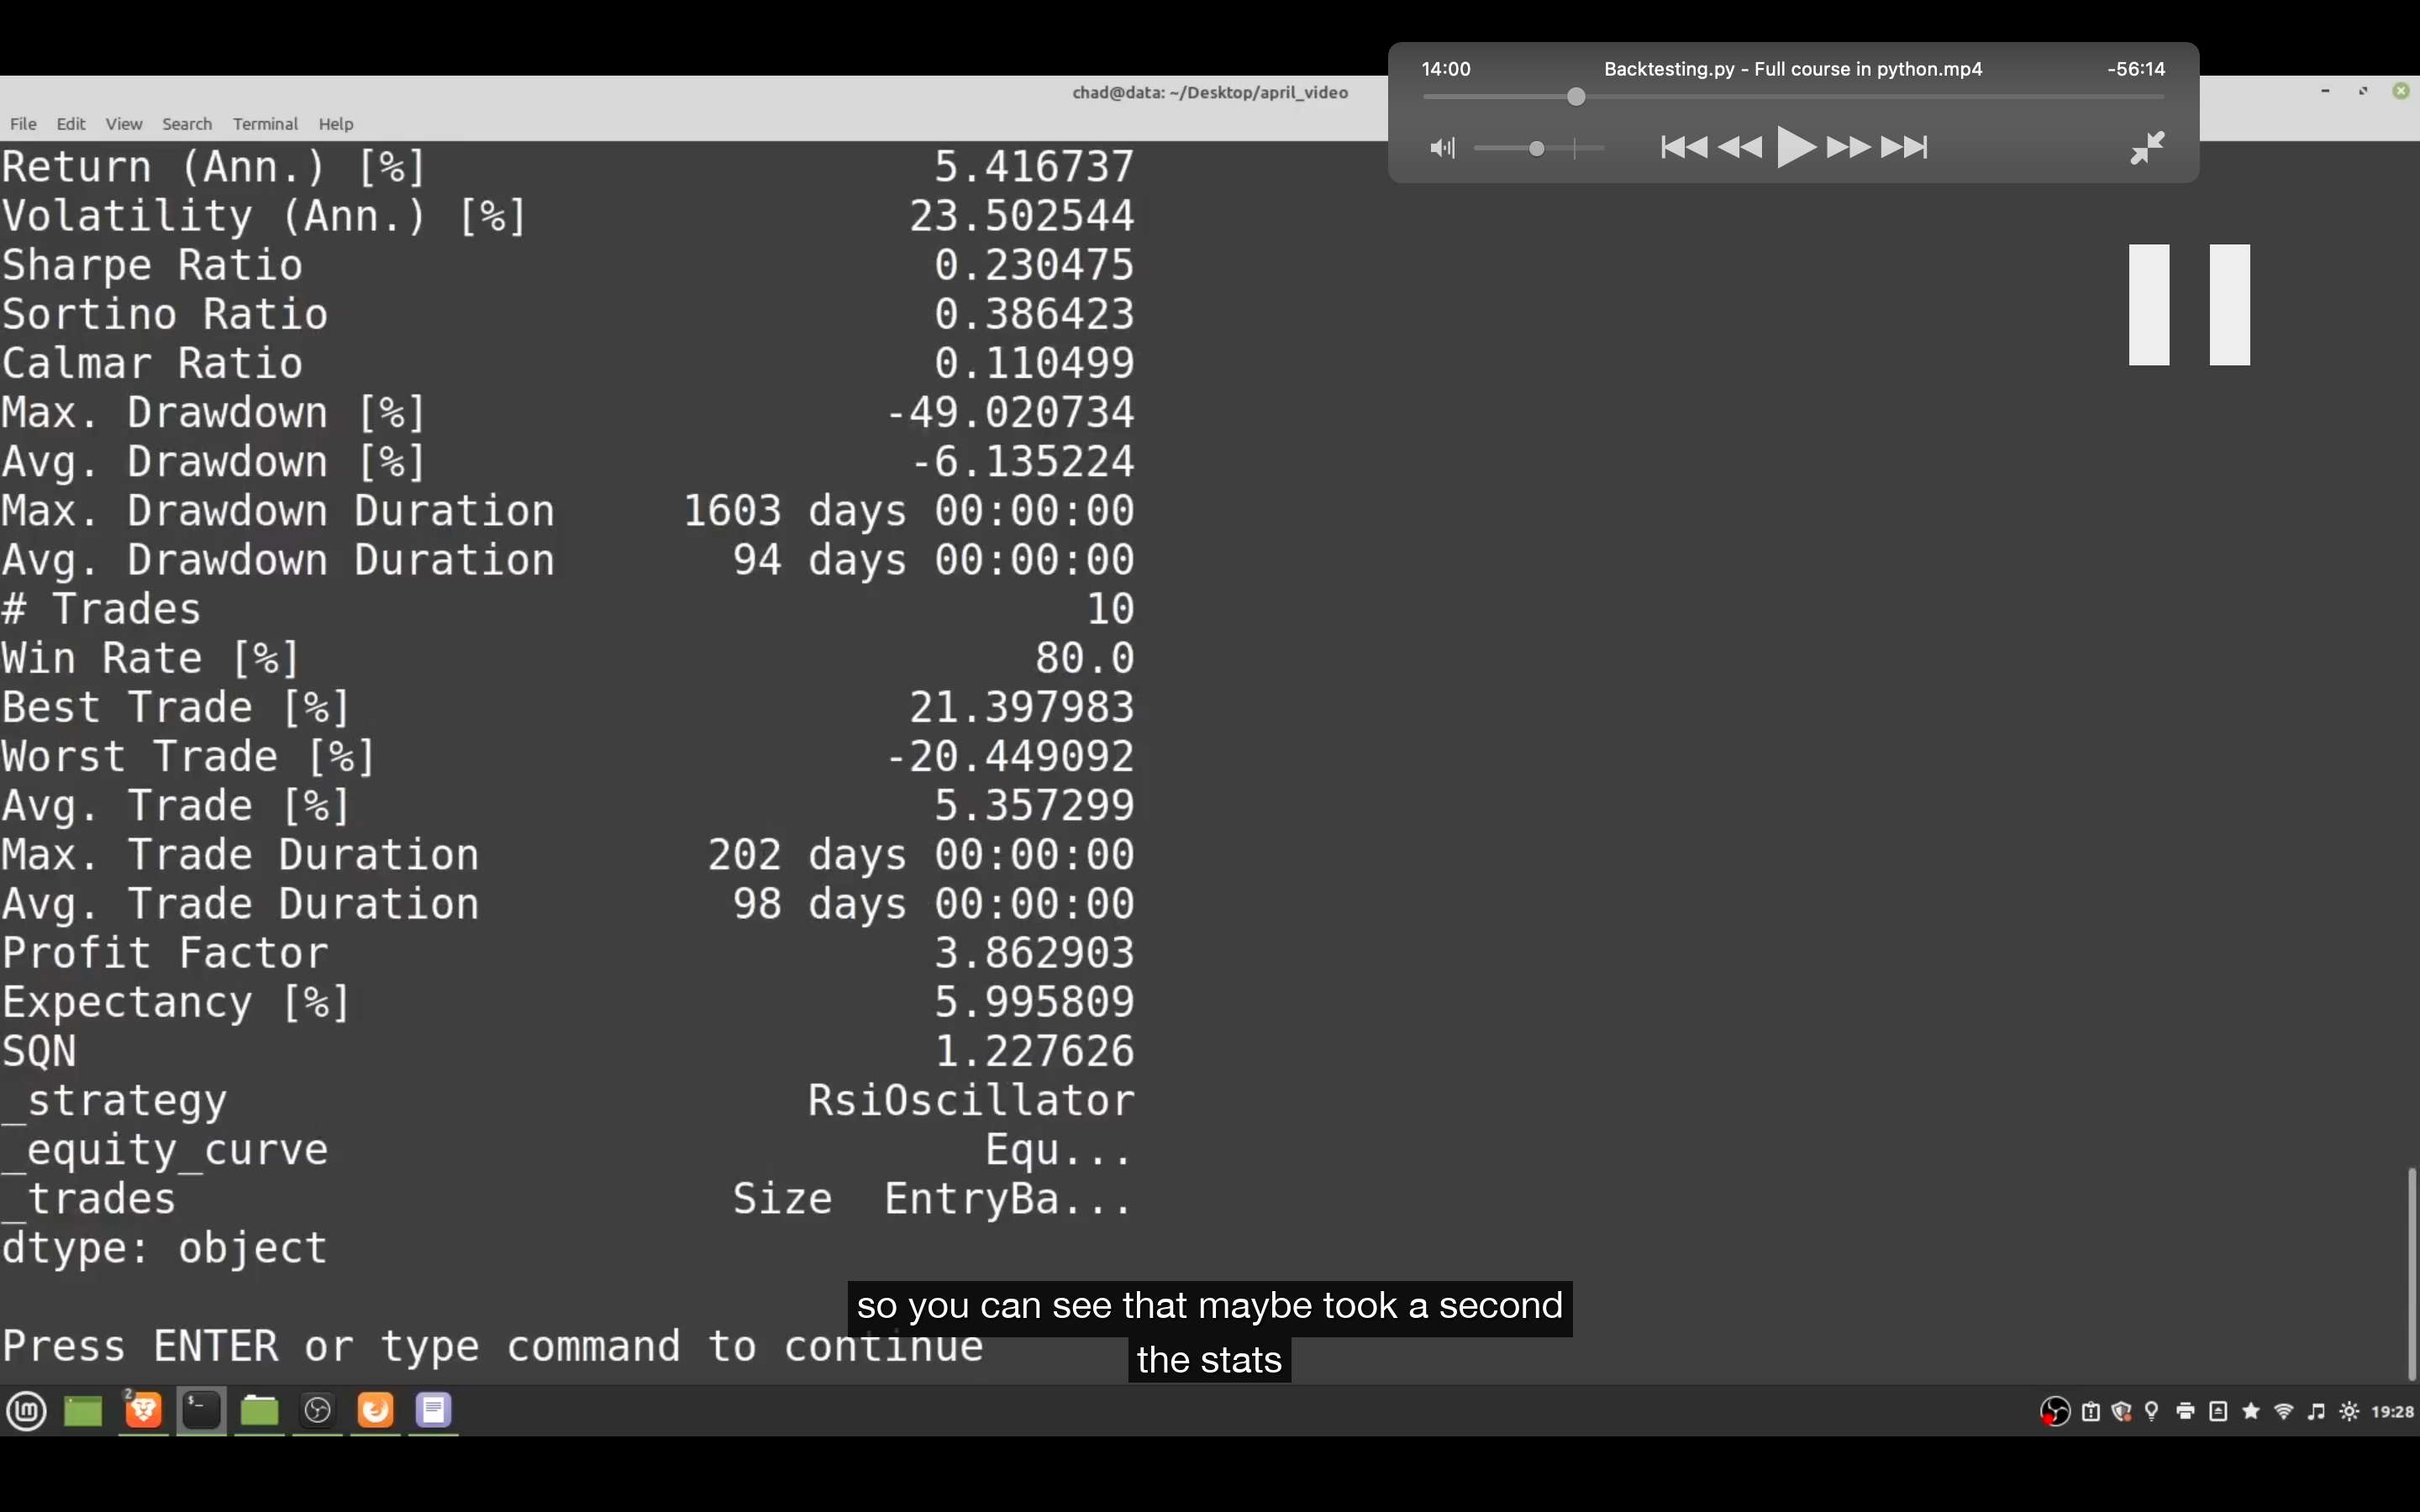 14:00 Backtesting.py - Full course in python.mp4 -56:14
chad@data: ~/Desktop/april_video
File Edit View Search Terminal Help
Return (Ann.) [%] 5.416737
Volatility (Ann.) [%] 23.502544
Sharpe Ratio 0.230475
Sortino Ratio 0.386423
Calmar Ratio 0.110499
Max. Drawdown [%] -49.020734
Avg. Drawdown [%] -6.135224
Max. Drawdown Duration 1603 days 00:00:00
Avg. Drawdown Duration 94 days 00:00:00
# Trades 10
Win Rate [%] 80.0
Best Trade [%] 21.397983
Worst Trade [%] -20.449092
Avg. Trade [%] 5.357299
Max. Trade Duration 202 days 00:00:00
Avg. Trade Duration 98 days 00:00:00
Profit Factor 3.862903
Expectancy [%] 5.995809
SQN 1.227626
_strategy RsiOscillator
_equity_curve Equ...
_trades Size EntryBa...
dtype: object
so you can see that maybe took a second
the stats
Press ENTER or type command to continue
2
$_
19:28